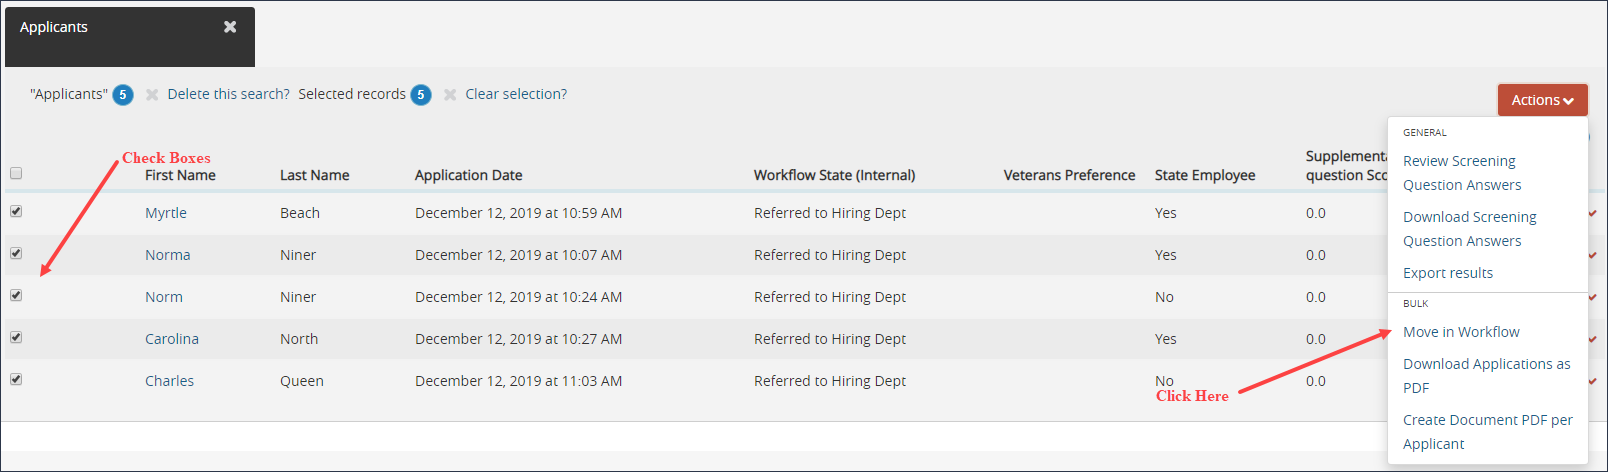 Applicants
"Applicants" 5 Delete this search? Selected records 5 Clear selection?
Actions
Check Boxes
First Name Last Name Application Date Workflow State (Internal) Veterans Preference State Employee Supplementa
question Sco
Myrtle Beach December 12, 2019 at 10:59 AM Referred to Hiring Dept Yes 0.0
Norma Niner December 12, 2019 at 10:07 AM Referred to Hiring Dept Yes 0.0
Norm Niner December 12, 2019 at 10:24 AM Referred to Hiring Dept No 0.0
Carolina North December 12, 2019 at 10:27 AM Referred to Hiring Dept Yes 0.0
Charles Queen December 12, 2019 at 11:03 AM Referred to Hiring Dept No 0.0
Click Here
GENERAL
Review Screening
Question Answers
Download Screening
Question Answers
Export results
BULK
Move in Workflow
Download Applications as
PDF
Create Document PDF per
Applicant